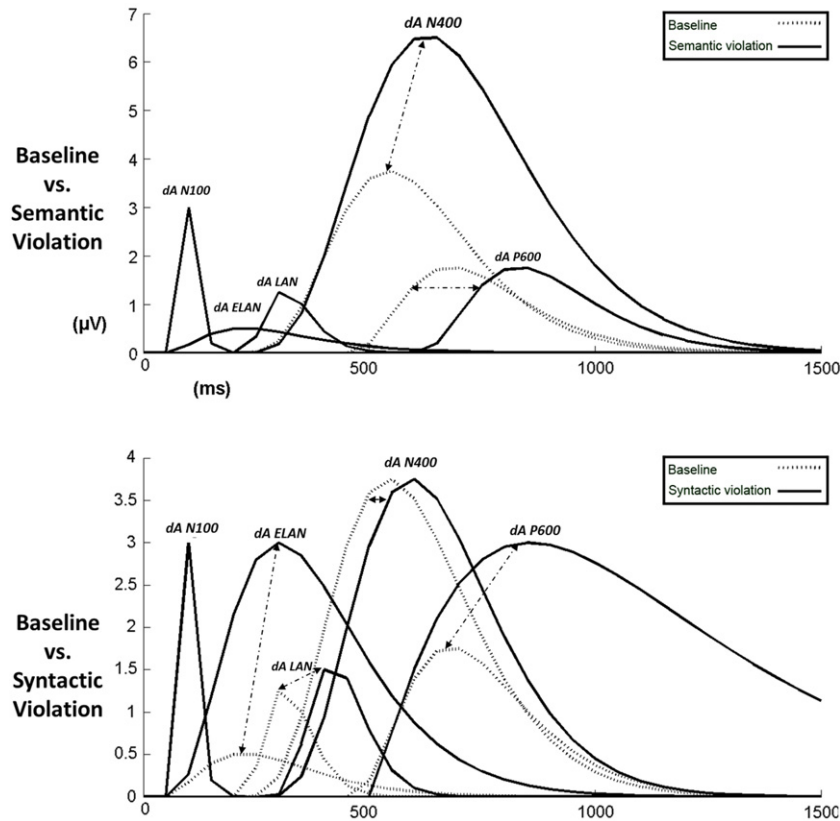 dA N400
Baseline
Semantic violation
7
6
5
4
3
2
1
0
Baseline
vs.
Semantic
Violation
(μV)
dA N100
dA LAN
dA ELAN
dA P600
0
500
1000
1500
(ms)
dA N400
Baseline
Syntactic violation
4
3.5
3
2.5
2
1.5
1
0.5
0
Baseline
vs.
Syntactic
Violation
dA N100
dA ELAN
dA P600
dA LAN
0
500
1000
1500